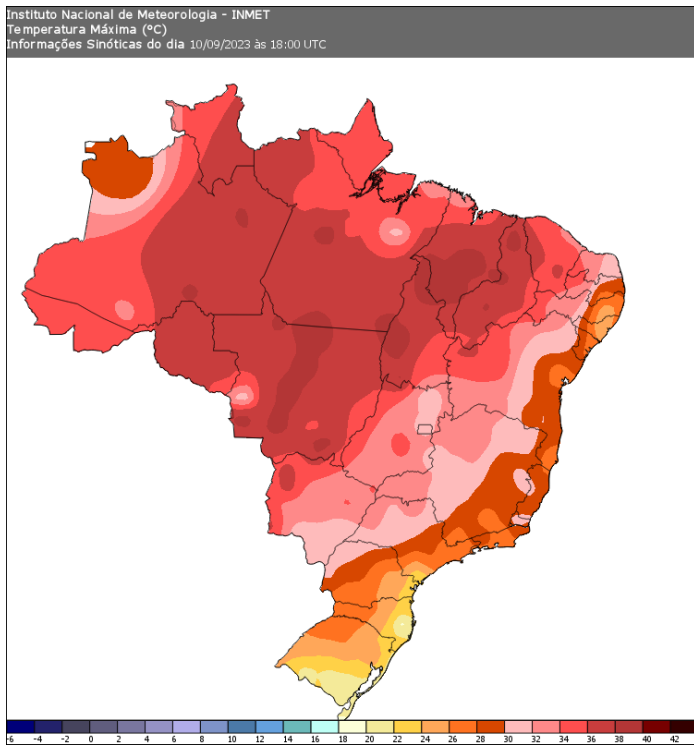 Instituto Nacional de Meteorologia - INMET
Temperatura Máxima (°C)
Informações Sinóticas do dia 10/09/2023 às 18:00 UTC
-6 -4 -2 0 2 4 6 8 10 12 14 16 18 20 22 24 26 28 30 32 34 36 38 40 42